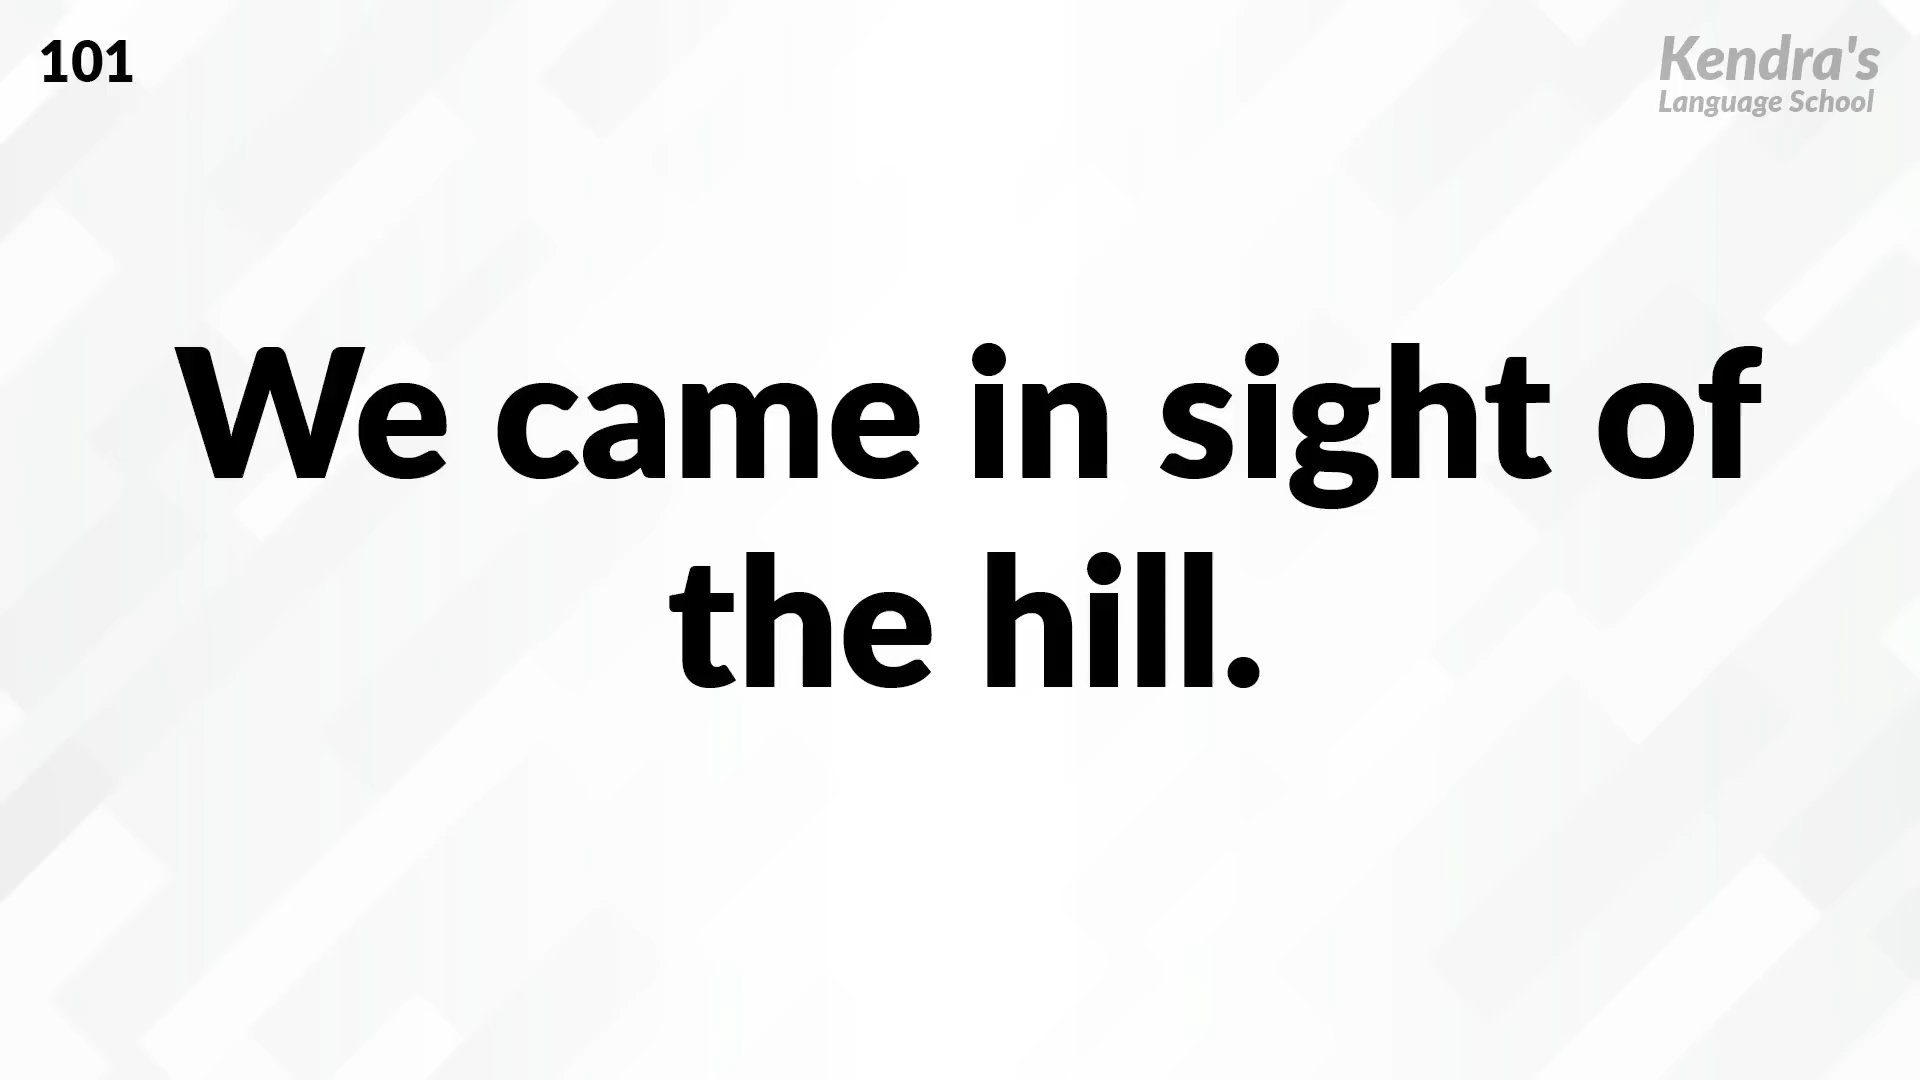 101
Kendra's
Language School
We came in sight of
the hill.